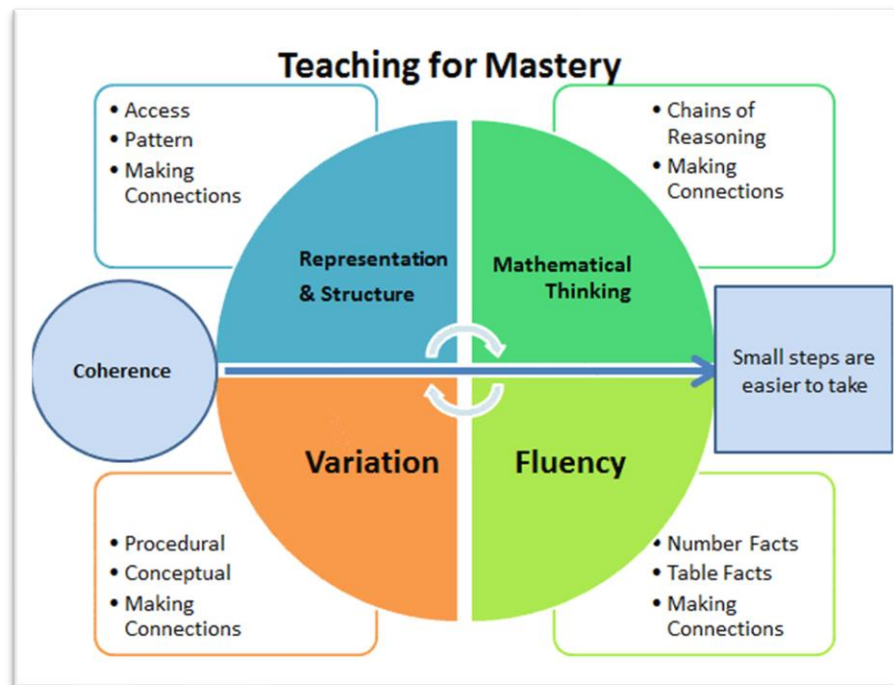 Teaching for Mastery
• Access
• Pattern
• Making
Connections
• Chains of
Reasoning
• Making
Connections
Representation
& Structure
Mathematical
Thinking
Coherence
Small steps are
easier to take
Variation
Fluency
• Procedural
• Conceptual
• Making
Connections
• Number Facts
• Table Facts
• Making
Connections